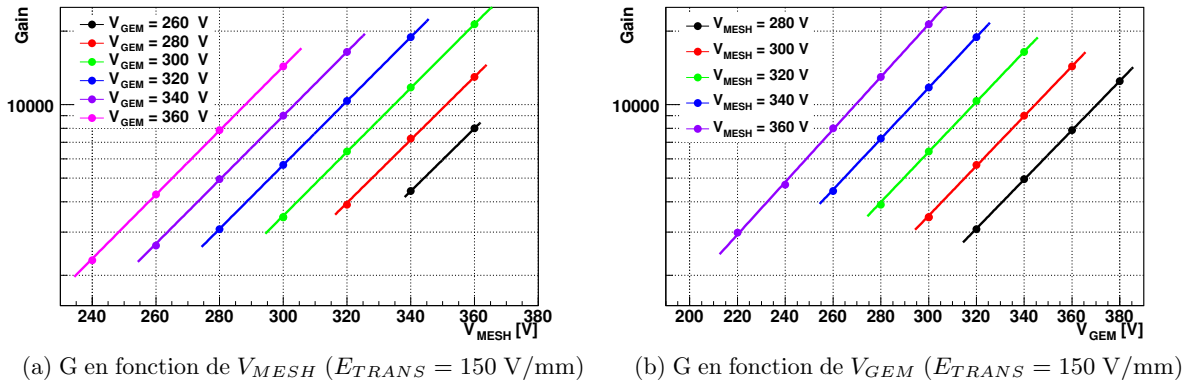 Gain
10000
V_GEM = 260 V
V_GEM = 280 V
V_GEM = 300 V
V_GEM = 320 V
V_GEM = 340 V
V_GEM = 360 V
240 260 280 300 320 340 360 380
V_MESH [V]
(a) G en fonction de V_MESH (E_TRANS = 150 V/mm)
Gain
10000
V_MESH = 280 V
V_MESH = 300 V
V_MESH = 320 V
V_MESH = 340 V
V_MESH = 360 V
200 220 240 260 280 300 320 340 360 380
V_GEM [V]
(b) G en fonction de V_GEM (E_TRANS = 150 V/mm)